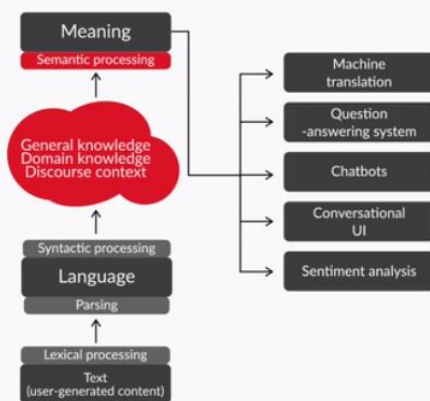 Meaning
Semantic processing
General knowledge
Domain knowledge
Discourse context
Syntactic processing
Language
Parsing
Lexical processing
Text
(user-generated content)
Machine
translation
Question
-answering system
Chatbots
Conversational
UI
Sentiment analysis